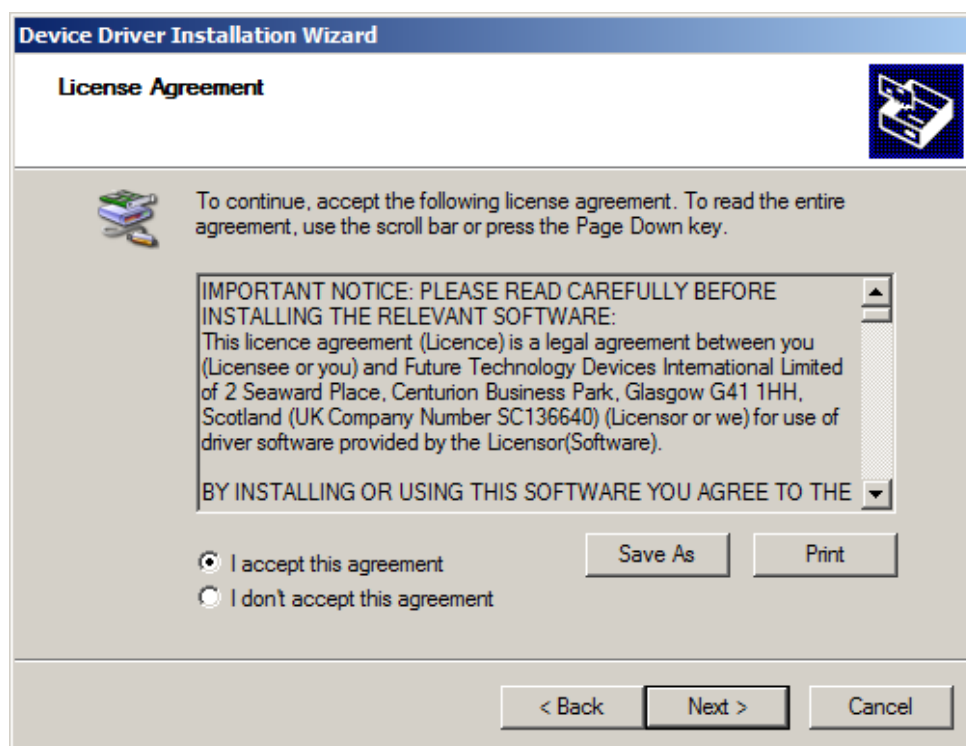 Device Driver Installation Wizard
License Agreement
To continue, accept the following license agreement. To read the entire
agreement, use the scroll bar or press the Page Down key.
IMPORTANT NOTICE: PLEASE READ CAREFULLY BEFORE
INSTALLING THE RELEVANT SOFTWARE:
This licence agreement (Licence) is a legal agreement between you
(Licensee or you) and Future Technology Devices International Limited
of 2 Seaward Place, Centurion Business Park, Glasgow G41 1HH,
Scotland (UK Company Number SC136640) (Licensor or we) for use of
driver software provided by the Licensor(Software).
BY INSTALLING OR USING THIS SOFTWARE YOU AGREE TO THE
I accept this agreement
Save As
Print
I don't accept this agreement
< Back
Next >
Cancel